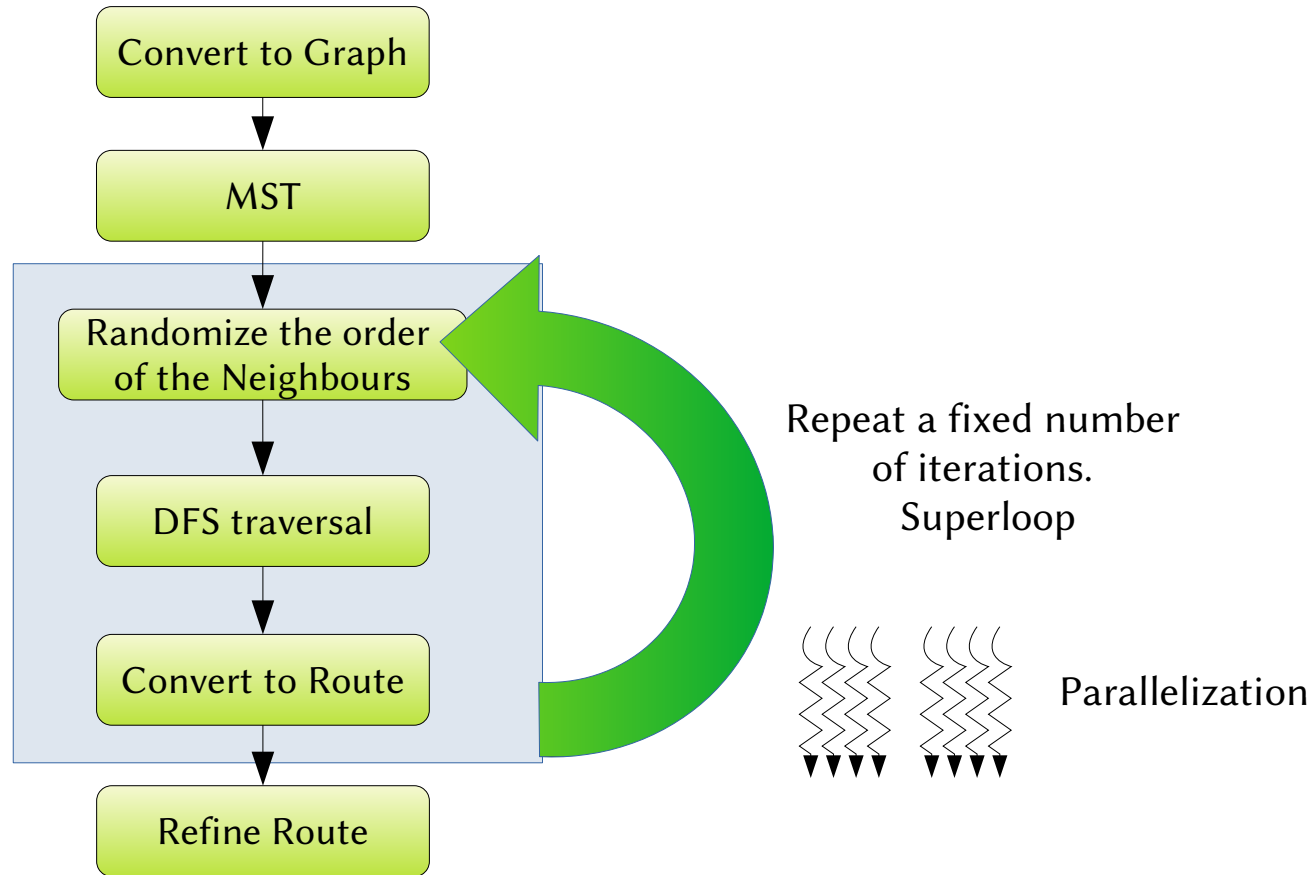 Convert to Graph
MST
Randomize the order
of the Neighbours
DFS traversal
Convert to Route
Refine Route
Repeat a fixed number
of iterations.
Superloop
Parallelization